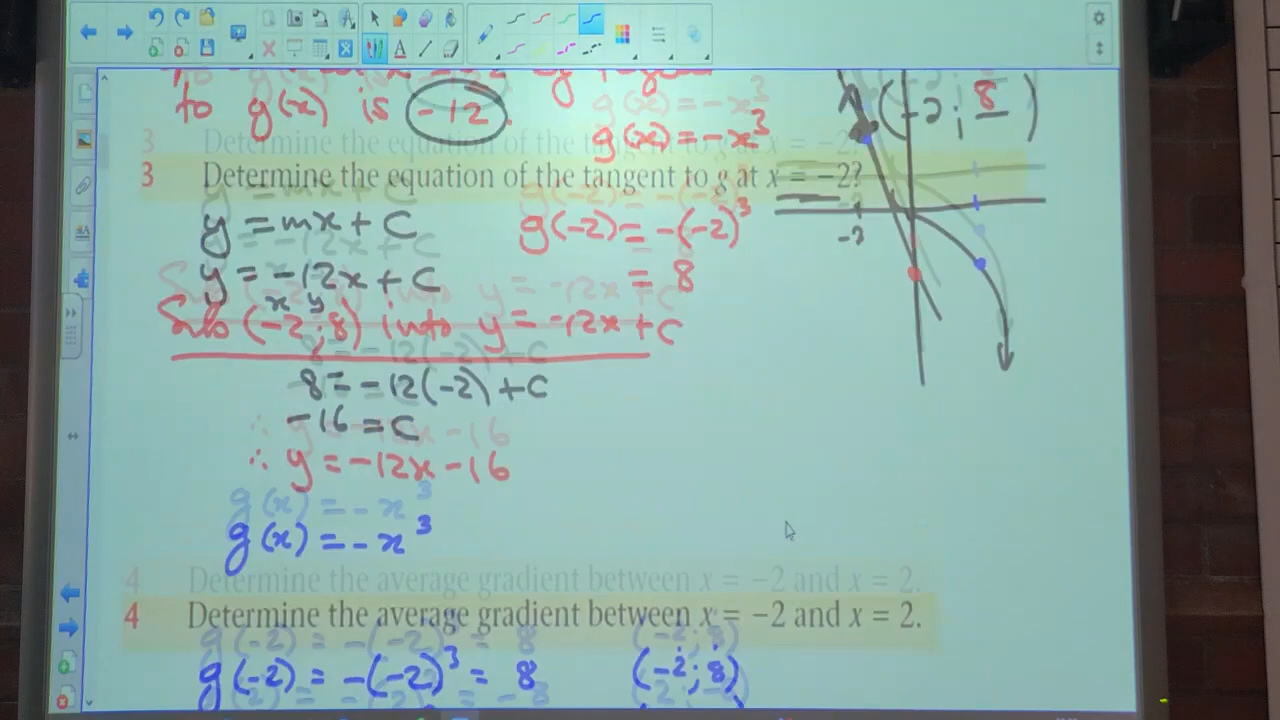 to g(x) is -12.
g(x) = -x³
(-2; 8)
3 Determine the equation of the tangent to g at x = -2?
y = mx + c
g(-2) = -(-2)³
-2
y = -12x + c
= 8
x y
Sub (-2; 8) into y = -12x + c
8 = -12(-2) + c
-16 = c
∴ y = -12x - 16
g(x) = -x³
4 Determine the average gradient between x = -2 and x = 2.
g(-2) = -(-2)³ = 8 (-2; 8)